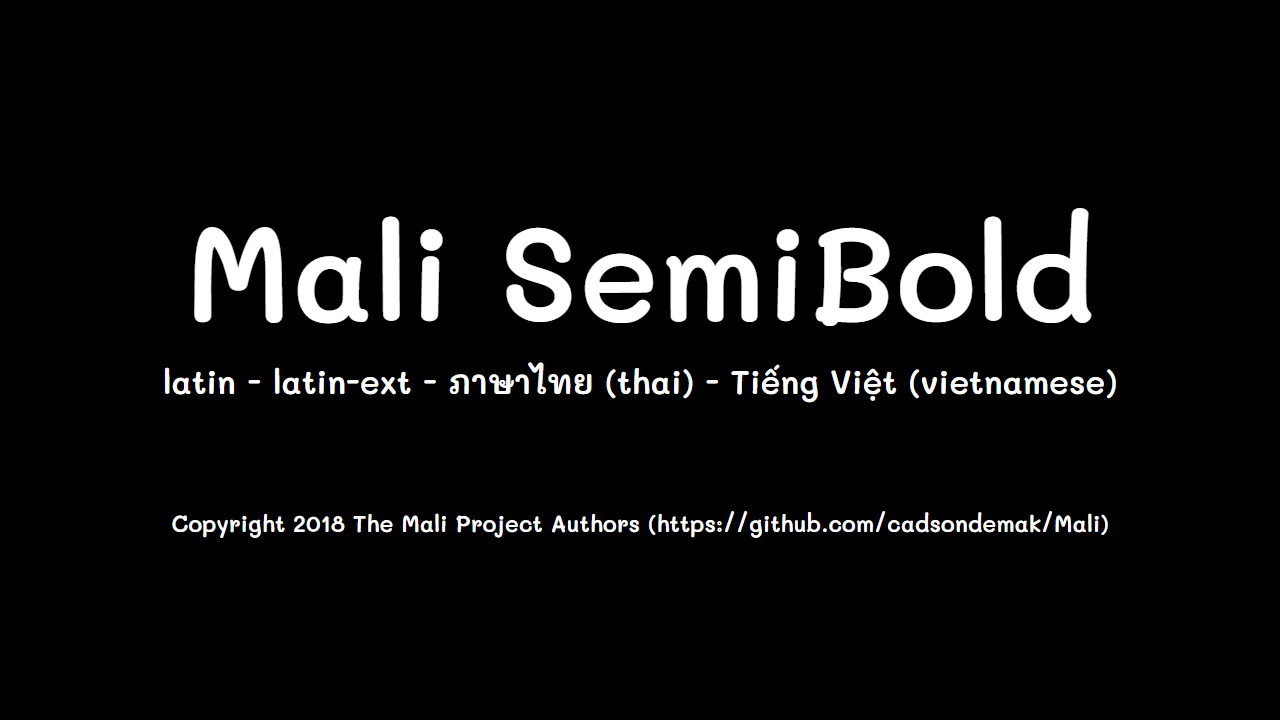 Mali SemiBold
latin - latin-ext - ภาษาไทย (thai) - Tiếng Việt (vietnamese)
Copyright 2018 The Mali Project Authors (https://github.com/cadsondemak/Mali)